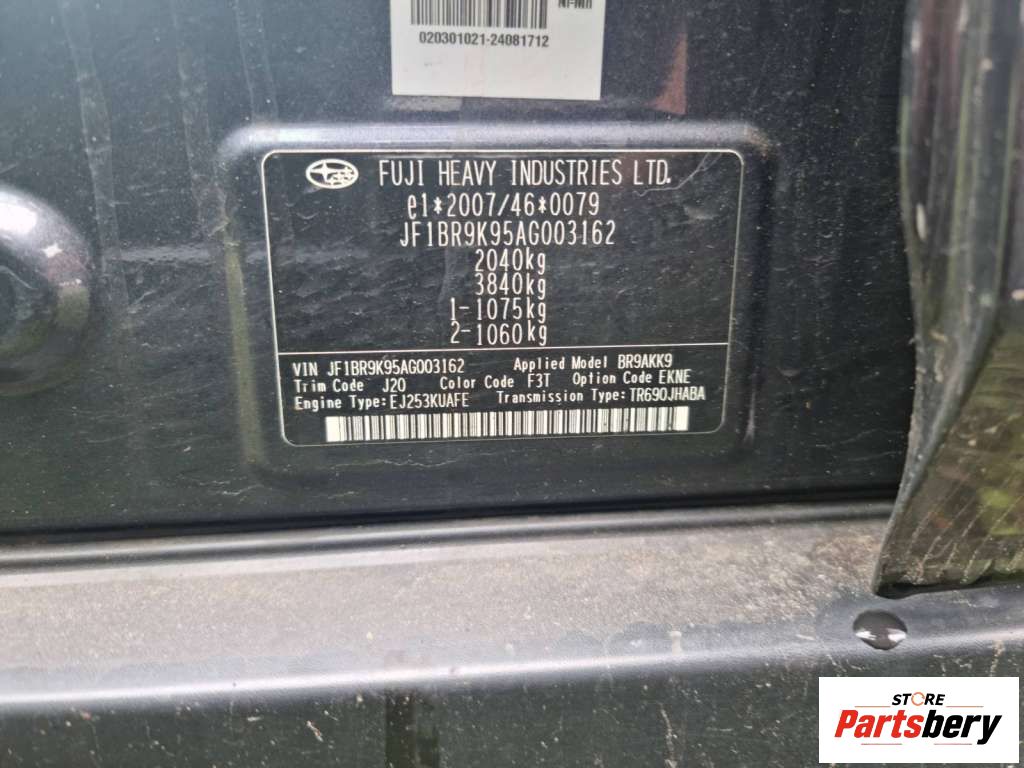 Ni-Mh
020301021-24081712
FUJI HEAVY INDUSTRIES LTD.
e1*2007/46*0079
JF1BR9K95AG003162
2040kg
3840kg
1-1075kg
2-1060kg
VIN JF1BR9K95AG003162 Applied Model BR9AKK9
Trim Code J20 Color Code F3T Option Code EKNE
Engine Type:EJ253KUAFE Transmission Type:TR690JHABA
STORE
Partsbery